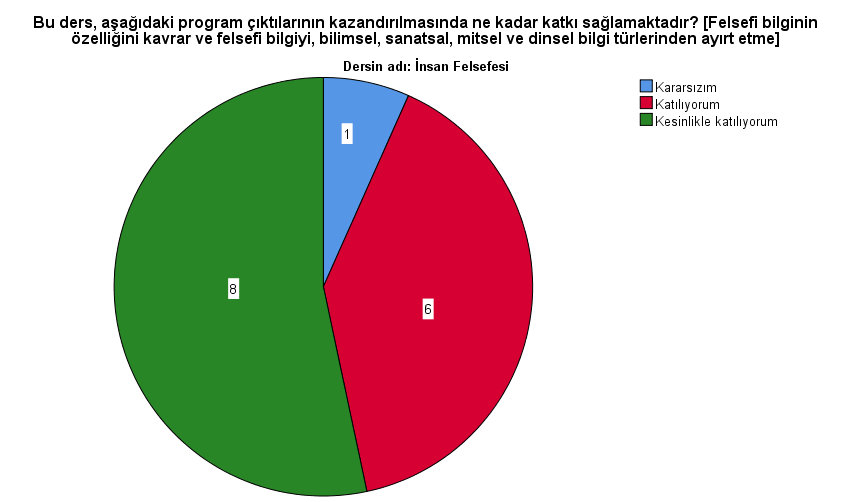 Bu ders, aşağıdaki program çıktılarının kazandırılmasında ne kadar katkı sağlamaktadır? [Felsefi bilginin
özelliğini kavrar ve felsefi bilgiyi, bilimsel, sanatsal, mitsel ve dinsel bilgi türlerinden ayırt etme]
Dersin adı: İnsan Felsefesi
Kararsızım
Katılıyorum
Kesinlikle katılıyorum
1
8
6